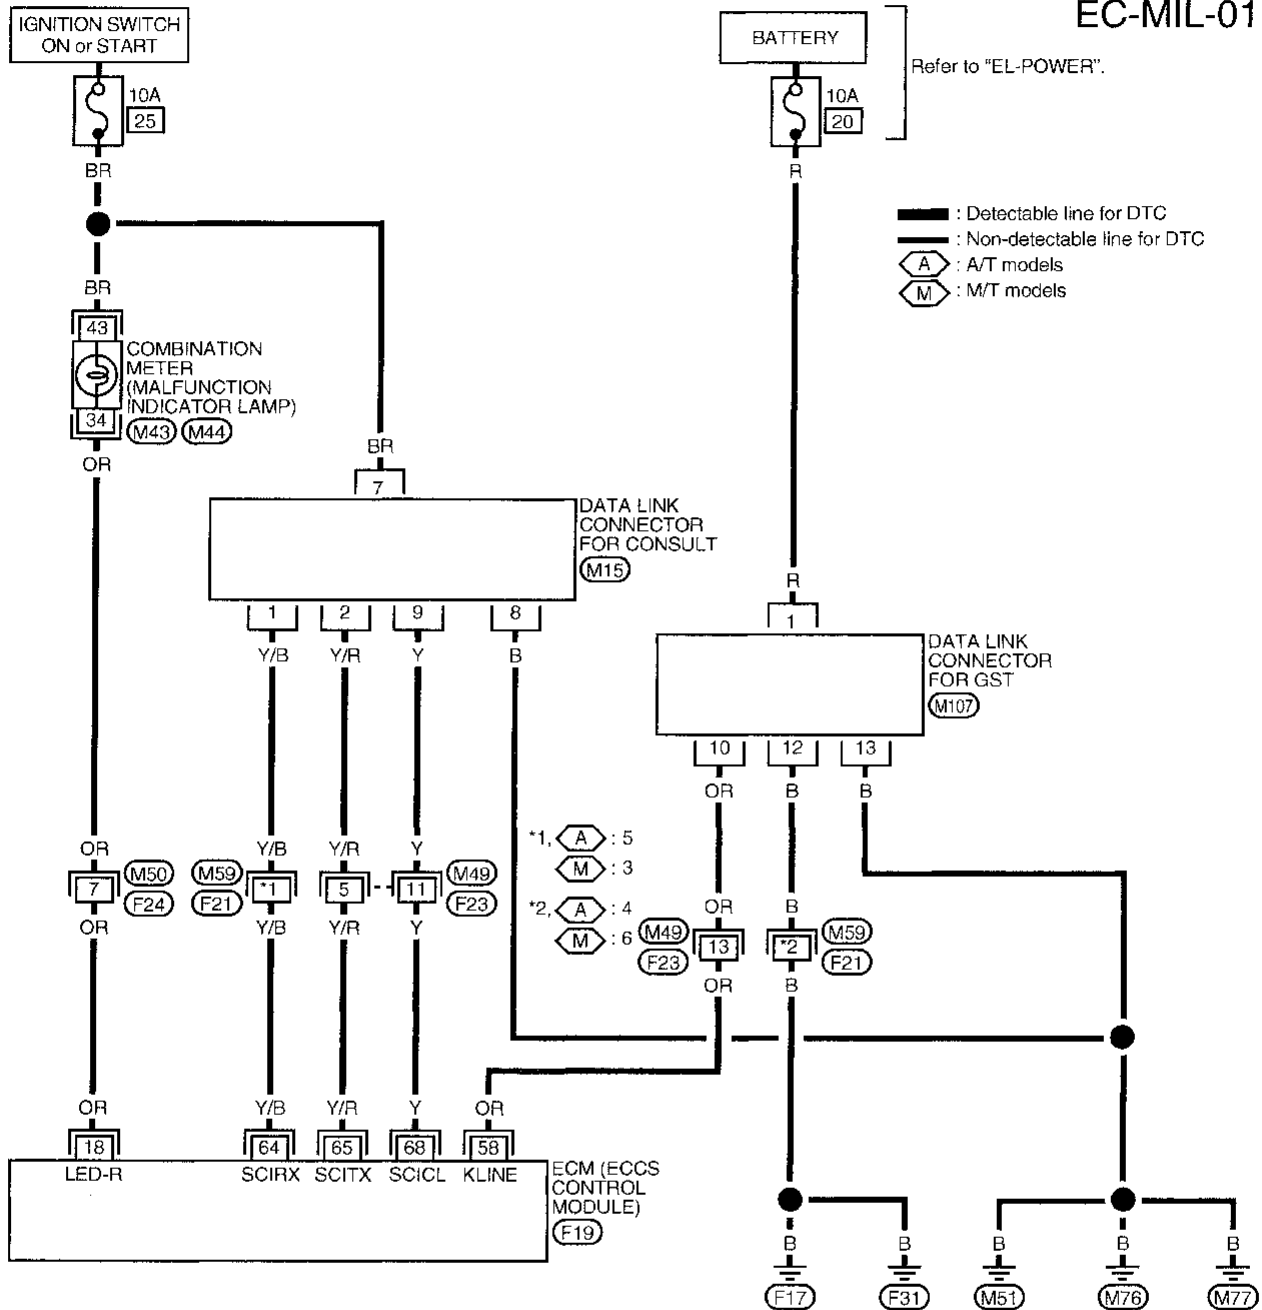 EC-MIL-01
IGNITION SWITCH
ON or START
BATTERY
Refer to "EL-POWER".
10A
25
10A
20
BR
R
: Detectable line for DTC
: Non-detectable line for DTC
A : A/T models
M : M/T models
BR
43
COMBINATION
METER
(MALFUNCTION
INDICATOR LAMP)
34
M43 M44
OR
BR
7
DATA LINK
CONNECTOR
FOR CONSULT
M15
R
1
1 2 9 8
Y/B Y/R Y B
DATA LINK
CONNECTOR
FOR GST
M107
10 12 13
OR B B
*1, A : 5
M : 3
*2, A : 4
M : 6
OR Y/B Y/R Y
7 M50 F24
M59 F21 *1
5 11 M49 F23
OR Y/B Y/R Y
OR B
M49 F23 13
*2 M59 F21
OR B
OR Y/B Y/R Y OR
18 64 65 68 58
LED-R SCIRX SCITX SCICL KLINE
ECM (ECCS
CONTROL
MODULE)
F19
B B B B B
F17 F31 M51 M76 M77